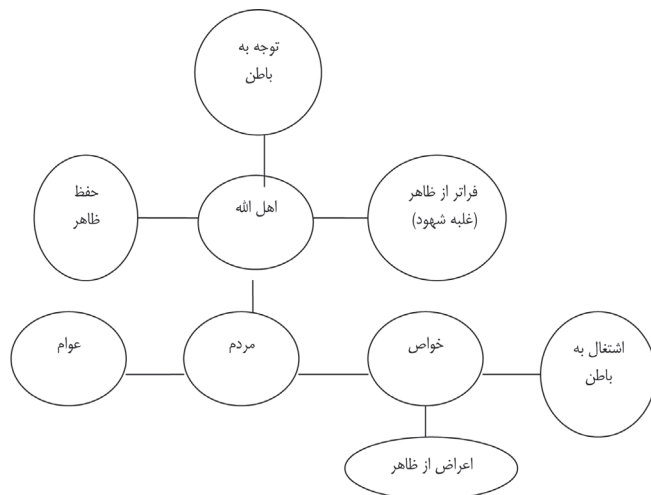 توجه به
باطن
فراتر از ظاهر
(غلبه شهود)
اهل الله
حفظ
ظاهر
اشتغال به
باطن
خواص
مردم
عوام
اعراض از ظاهر